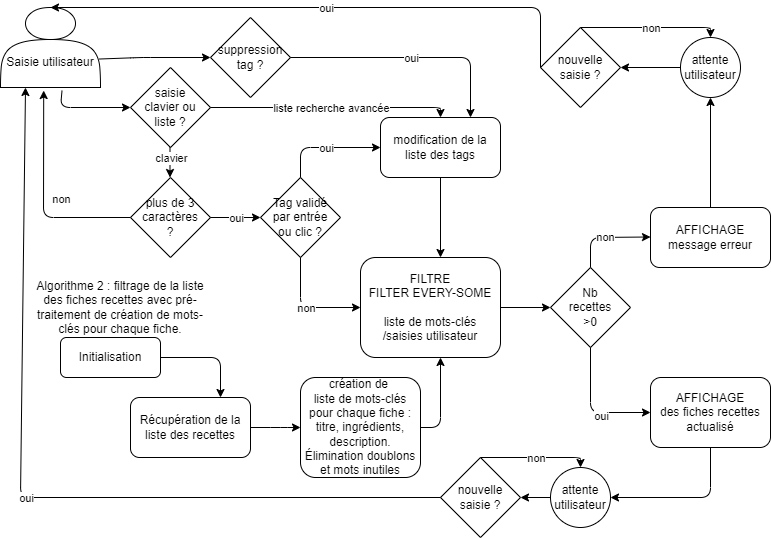 oui
Saisie utilisateur
suppression
tag ?
oui
nouvelle
saisie ?
non
attente
utilisateur
saisie
clavier ou
liste ?
liste recherche avancée
clavier
modification de la
liste des tags
non
plus de 3
caractères
?
oui
Tag validé
par entrée
ou clic ?
oui
non
AFFICHAGE
message erreur
non
FILTRE
FILTER EVERY-SOME
liste de mots-clés
/saisies utilisateur
Nb
recettes
>0
Algorithme 2 : filtrage de la liste
des fiches recettes avec pré-
traitement de création de mots-
clés pour chaque fiche.
Initialisation
Récupération de la
liste des recettes
création de
liste de mots-clés
pour chaque fiche :
titre, ingrédients,
description.
Élimination doublons
et mots inutiles
oui
AFFICHAGE
des fiches recettes
actualisé
non
nouvelle
saisie ?
attente
utilisateur
oui